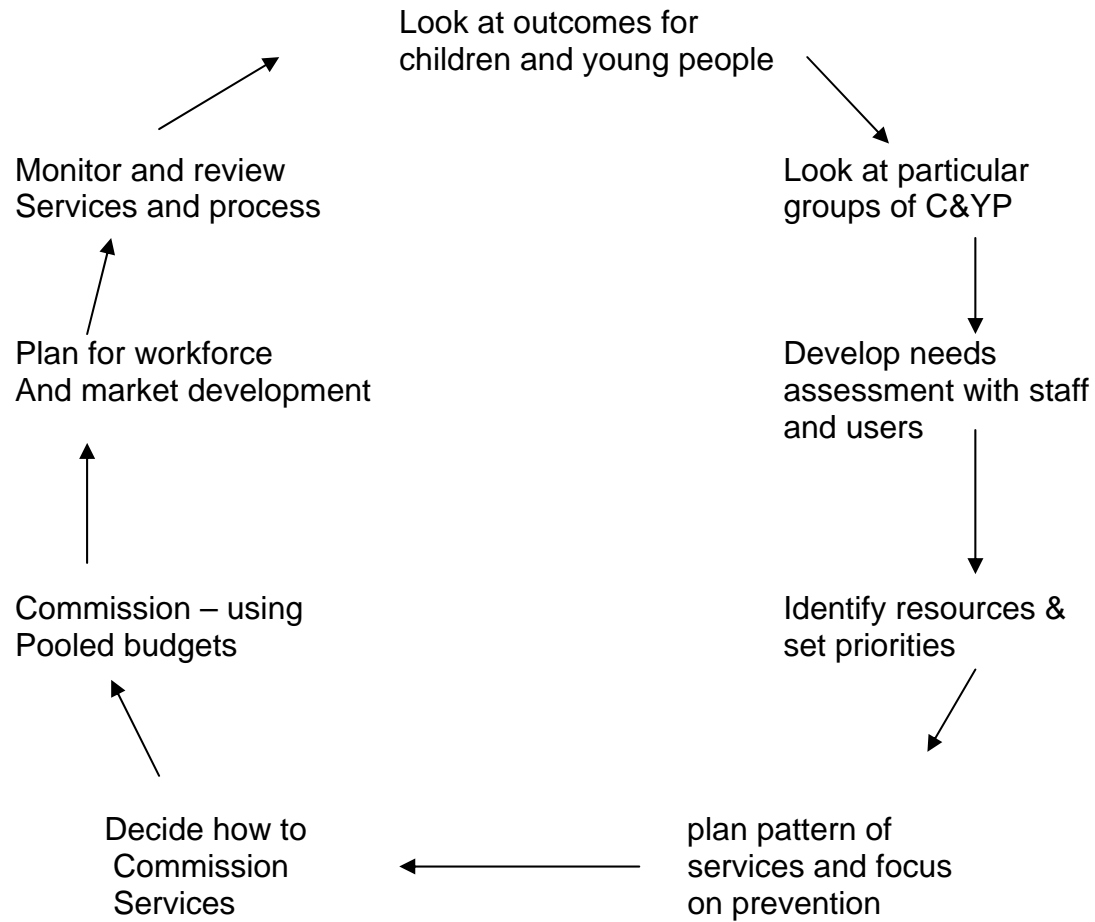 Look at outcomes for
children and young people
Look at particular
groups of C&YP
Develop needs
assessment with staff
and users
Identify resources &
set priorities
plan pattern of
services and focus
on prevention
Decide how to
Commission
Services
Commission – using
Pooled budgets
Plan for workforce
And market development
Monitor and review
Services and process